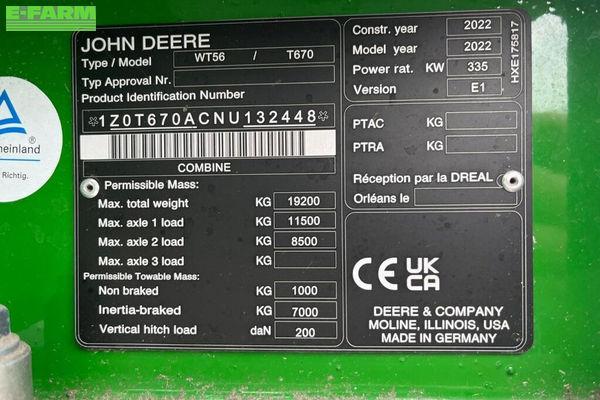 E-FARM
JOHN DEERE
Type / Model WT56 / T670
Typ Approval Nr.
Product Identification Number
*1Z0T670ACNU132448*
COMBINE
Permissible Mass:
Max. total weight KG 19200
Max. axle 1 load KG 11500
Max. axle 2 load KG 8500
Max. axle 3 load KG
Permissible Towable Mass:
Non braked KG 1000
Inertia-braked KG 7000
Vertical hitch load daN 200
Constr. year 2022
Model year 2022
Power rat. KW 335
Version E1
HXE175817
PTAC KG
PTRA KG
Réception par la DREAL
Orléans le
CE UK
CA
DEERE & COMPANY
MOLINE, ILLINOIS, USA
MADE IN GERMANY
Richtig.